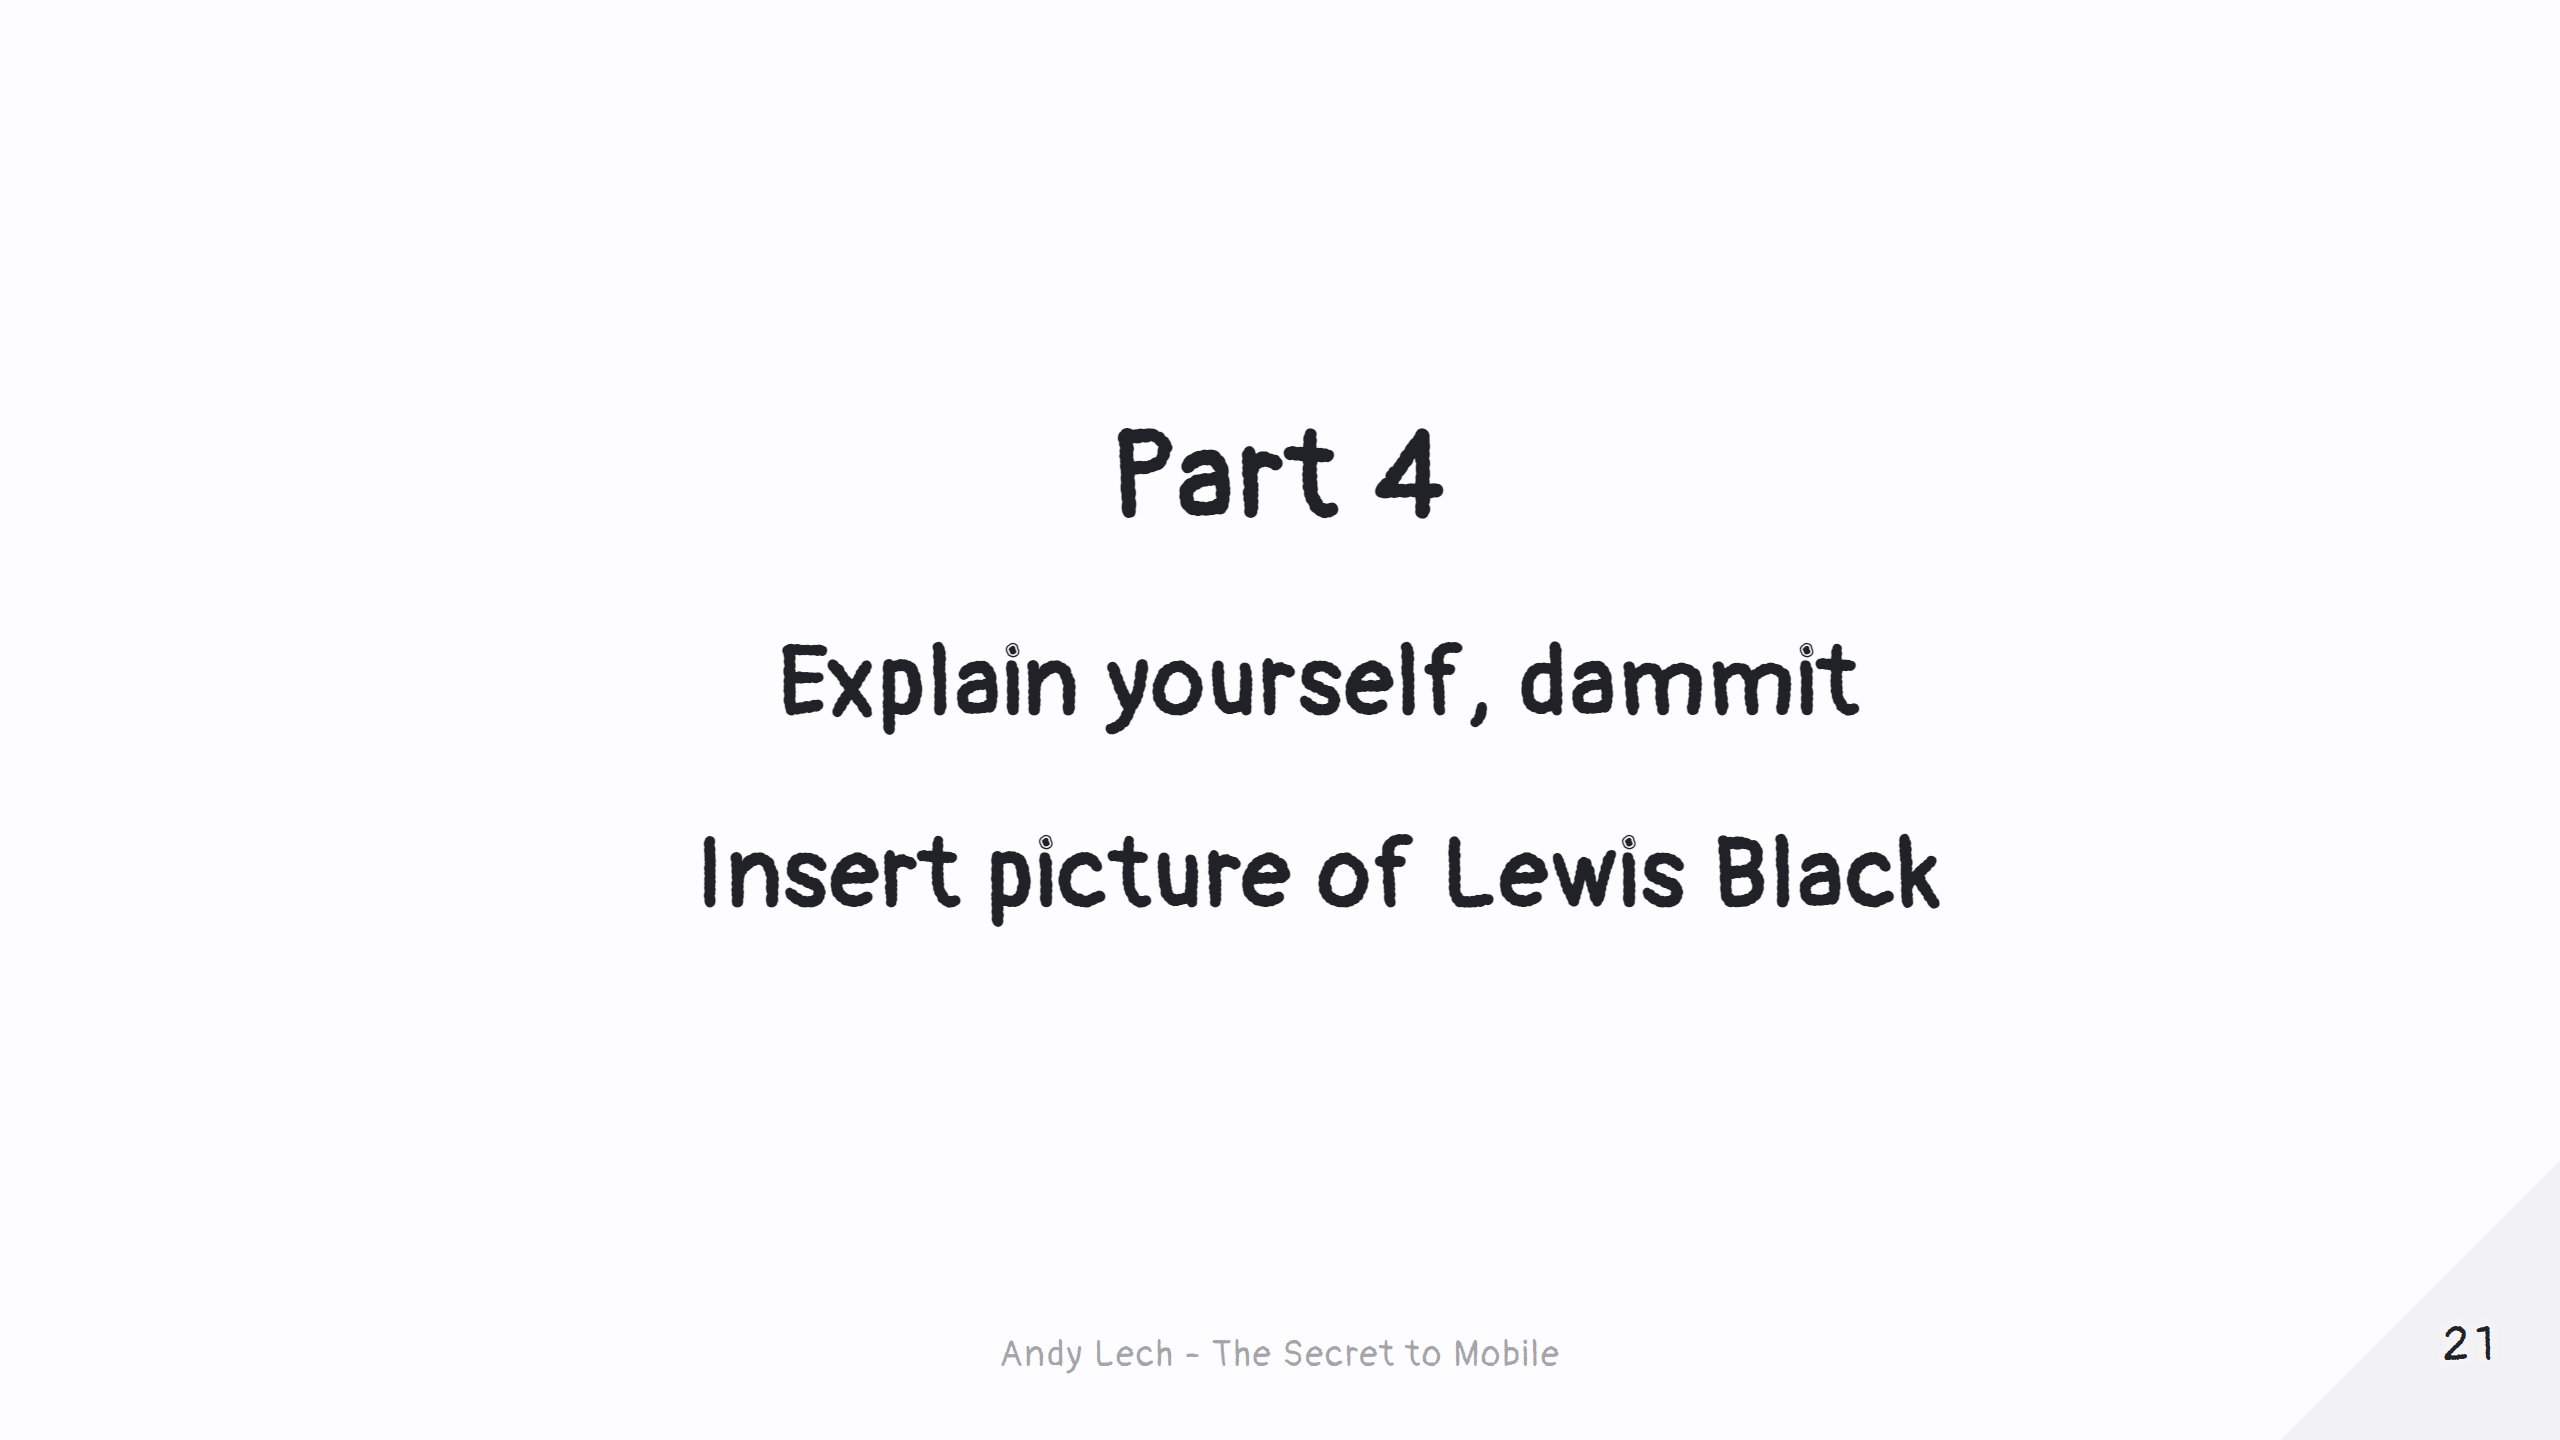 Part 4
Explain yourself, dammit
Insert picture of Lewis Black
Andy Lech - The Secret to Mobile
21